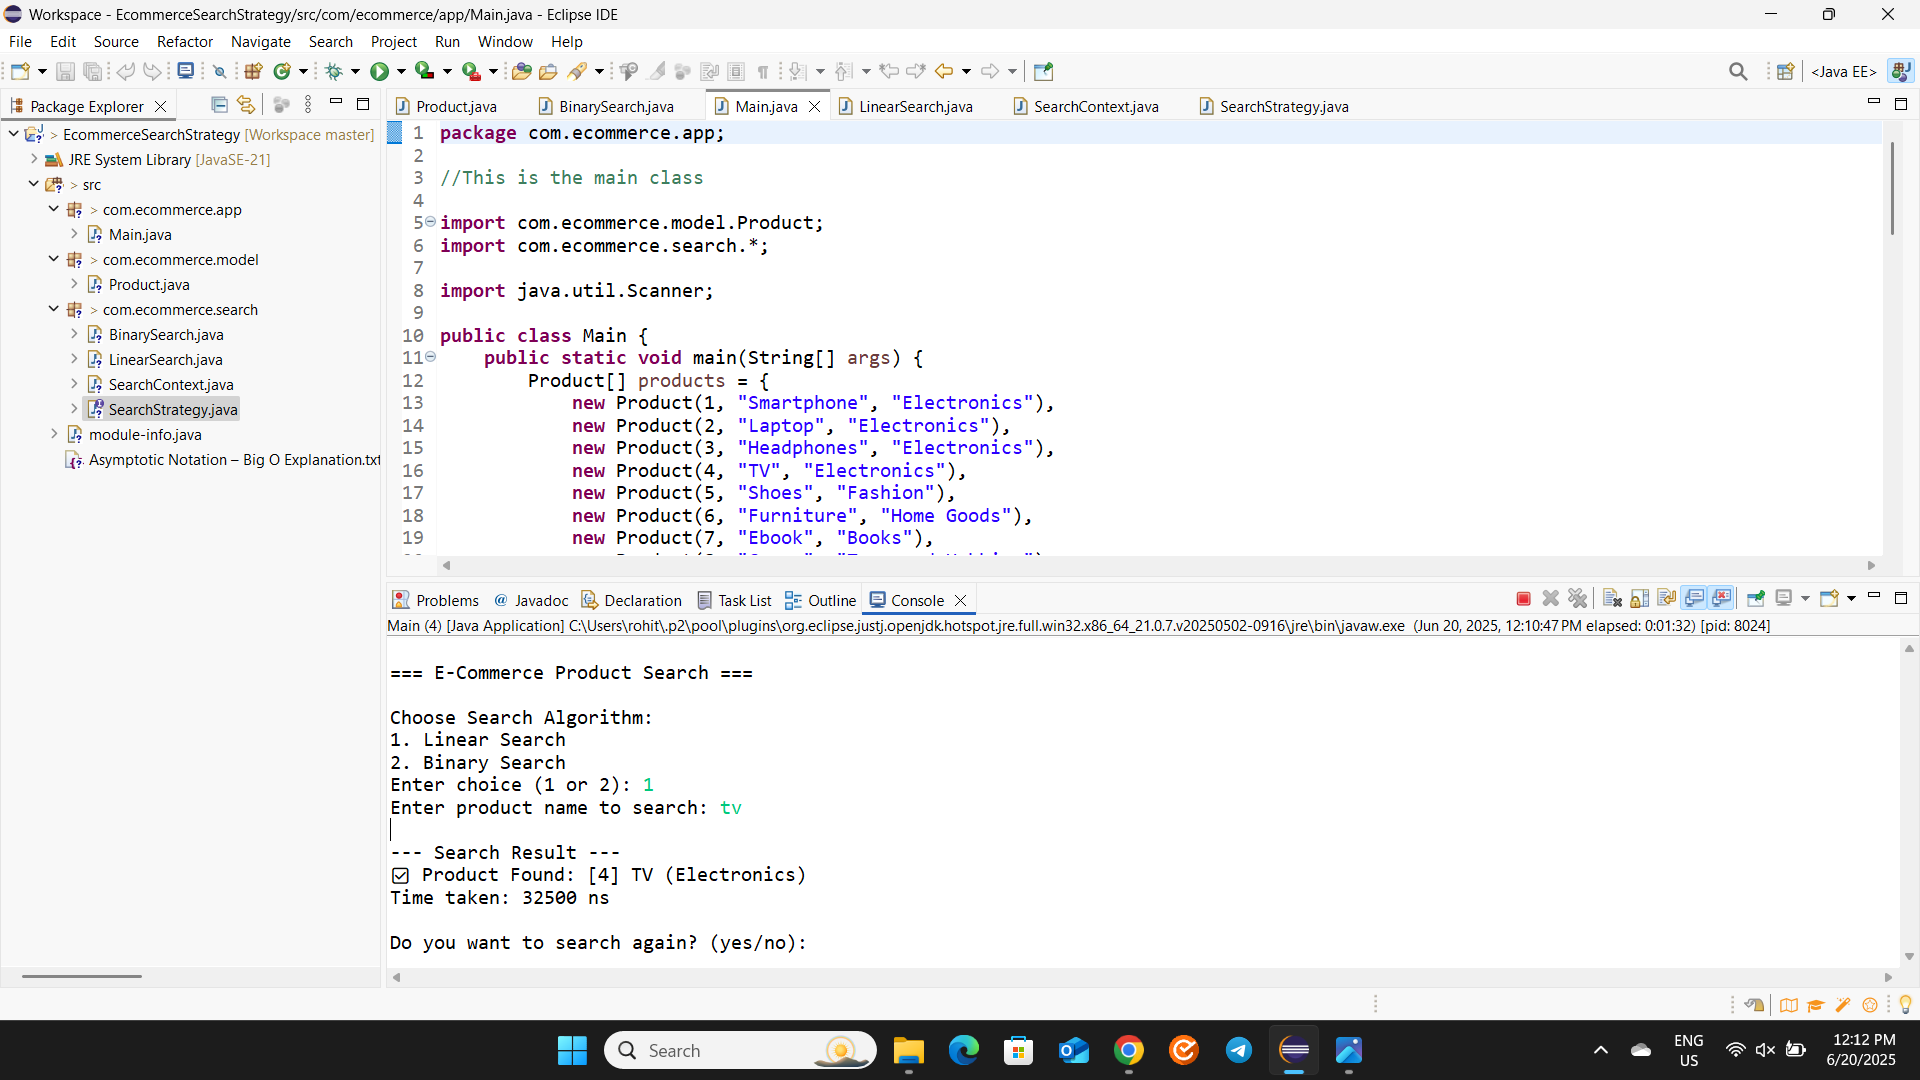 Workspace - EcommerceSearchStrategy/src/com/ecommerce/app/Main.java - Eclipse IDE
File Edit Source Refactor Navigate Search Project Run Window Help
<Java EE>
Package Explorer
> EcommerceSearchStrategy [Workspace master]
JRE System Library [JavaSE-21]
> src
> com.ecommerce.app
Main.java
> com.ecommerce.model
Product.java
> com.ecommerce.search
BinarySearch.java
LinearSearch.java
SearchContext.java
SearchStrategy.java
module-info.java
Asymptotic Notation – Big O Explanation.txt
Product.java BinarySearch.java Main.java LinearSearch.java SearchContext.java SearchStrategy.java
1 package com.ecommerce.app;
2
3 //This is the main class
4
5 import com.ecommerce.model.Product;
6 import com.ecommerce.search.*;
7
8 import java.util.Scanner;
9
10 public class Main {
11 public static void main(String[] args) {
12 Product[] products = {
13 new Product(1, "Smartphone", "Electronics"),
14 new Product(2, "Laptop", "Electronics"),
15 new Product(3, "Headphones", "Electronics"),
16 new Product(4, "TV", "Electronics"),
17 new Product(5, "Shoes", "Fashion"),
18 new Product(6, "Furniture", "Home Goods"),
19 new Product(7, "Ebook", "Books"),
Problems @ Javadoc Declaration Task List Outline Console
Main (4) [Java Application] C:\Users\rohit\.p2\pool\plugins\org.eclipse.justj.openjdk.hotspot.jre.full.win32.x86_64_21.0.7.v20250502-0916\jre\bin\javaw.exe (Jun 20, 2025, 12:10:47 PM elapsed: 0:01:32) [pid: 8024]
=== E-Commerce Product Search ===
Choose Search Algorithm:
1. Linear Search
2. Binary Search
Enter choice (1 or 2): 1
Enter product name to search: tv
--- Search Result ---
☑ Product Found: [4] TV (Electronics)
Time taken: 32500 ns
Do you want to search again? (yes/no):
Search
ENG
US
12:12 PM
6/20/2025